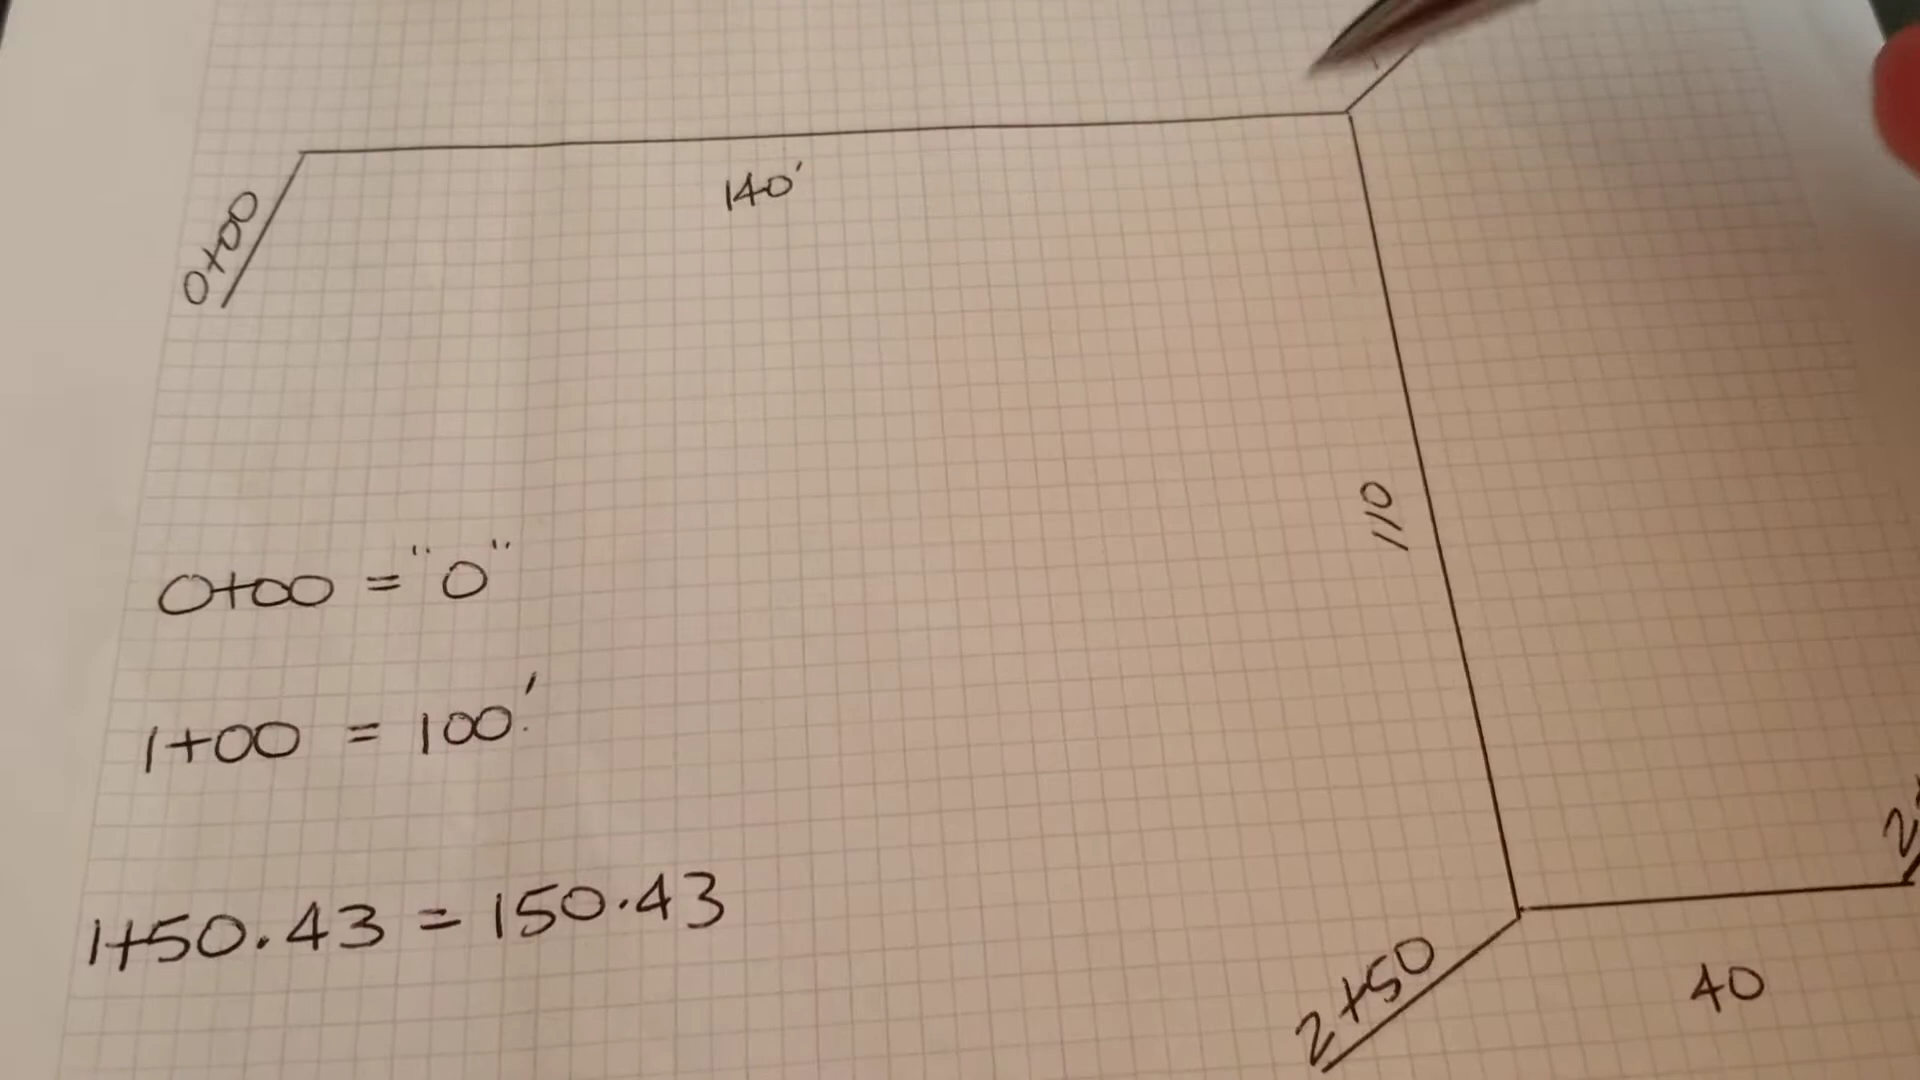 0+00
140'
110
0+00 = "0"
1+00 = 100.'
1+50.43 = 150.43
2+50
40